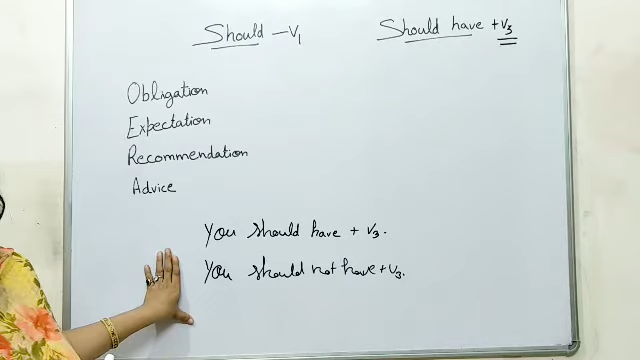 Should - V1
Should have + V3
Obligation
Expectation
Recommendation
Advice
You should have + V3.
You should not have + V3.